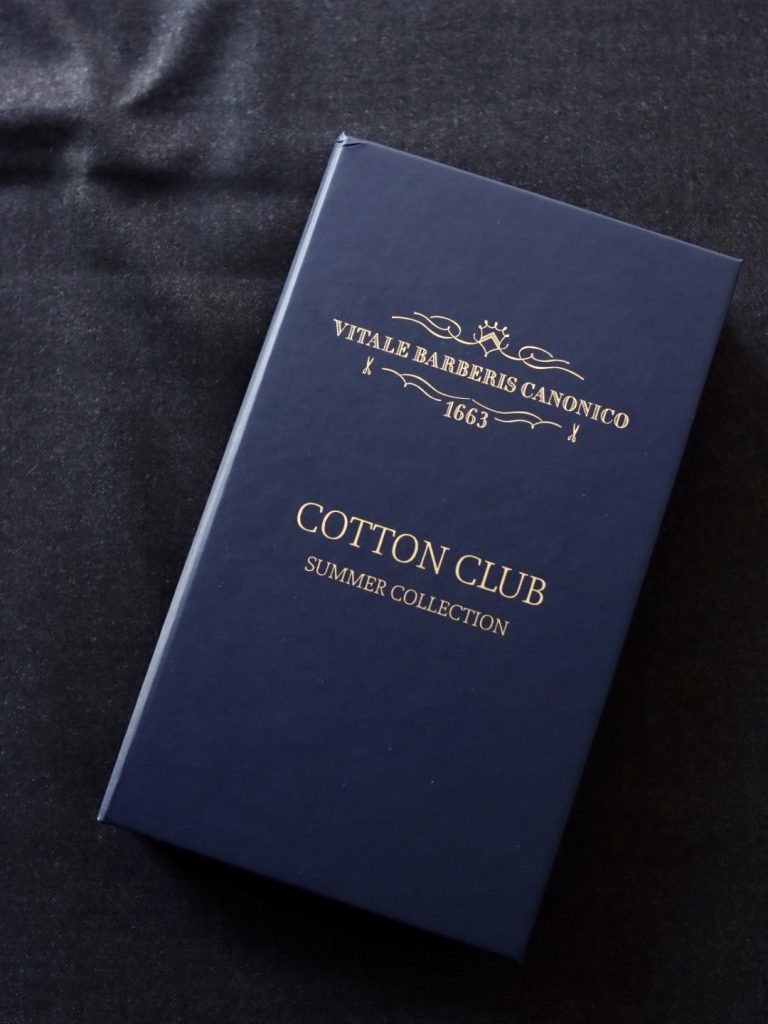 VITALE BARBERIS CANONICO
1663
COTTON CLUB
SUMMER COLLECTION